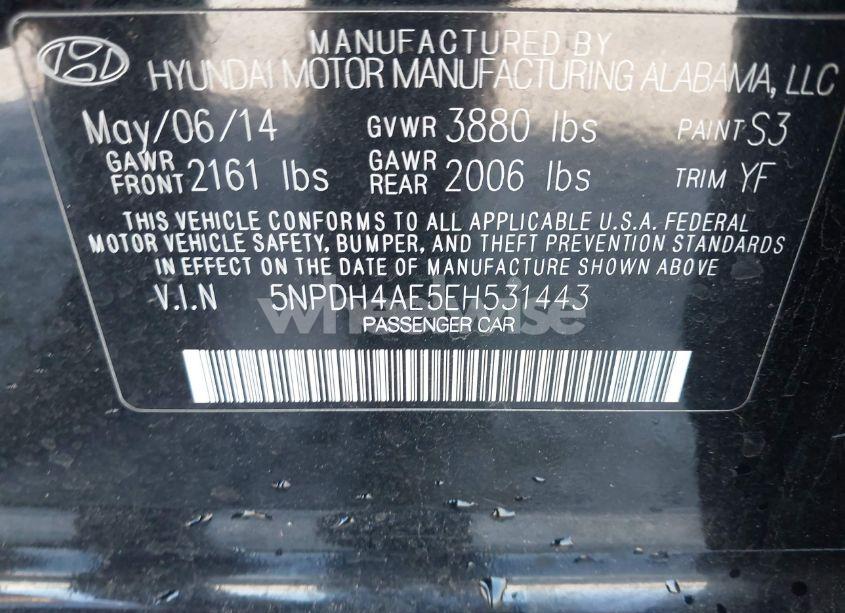 MANUFACTURED BY
HYUNDAI MOTOR MANUFACTURING ALABAMA, LLC
May/06/14 GVWR 3880 lbs PAINT S3
GAWR FRONT 2161 lbs GAWR REAR 2006 lbs TRIM YF
THIS VEHICLE CONFORMS TO ALL APPLICABLE U.S.A. FEDERAL
MOTOR VEHICLE SAFETY, BUMPER, AND THEFT PREVENTION STANDARDS
IN EFFECT ON THE DATE OF MANUFACTURE SHOWN ABOVE
V.I.N 5NPDH4AE5EH531443
PASSENGER CAR